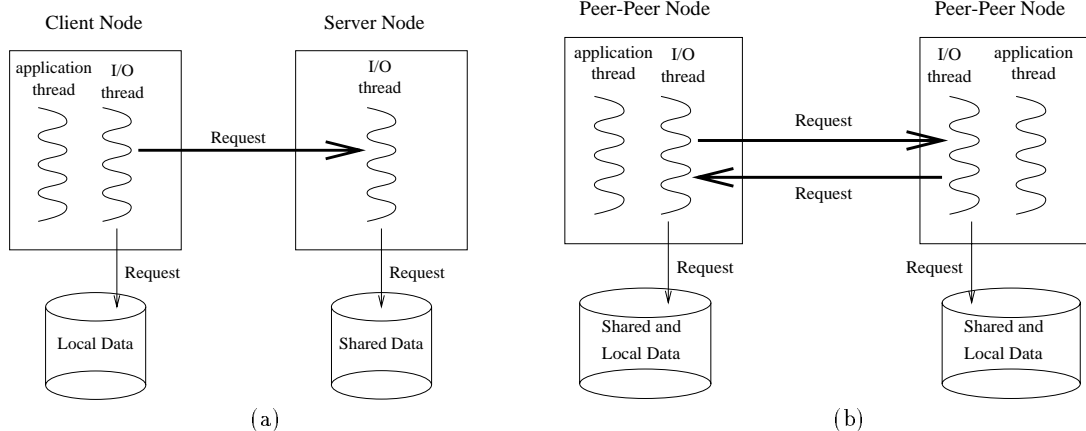 Client Node
Server Node
application
thread
I/O
thread
I/O
thread
Request
Request
Request
Local Data
Shared Data
(a)
Peer-Peer Node
Peer-Peer Node
application
thread
I/O
thread
I/O
thread
application
thread
Request
Request
Request
Request
Shared and
Local Data
Shared and
Local Data
(b)